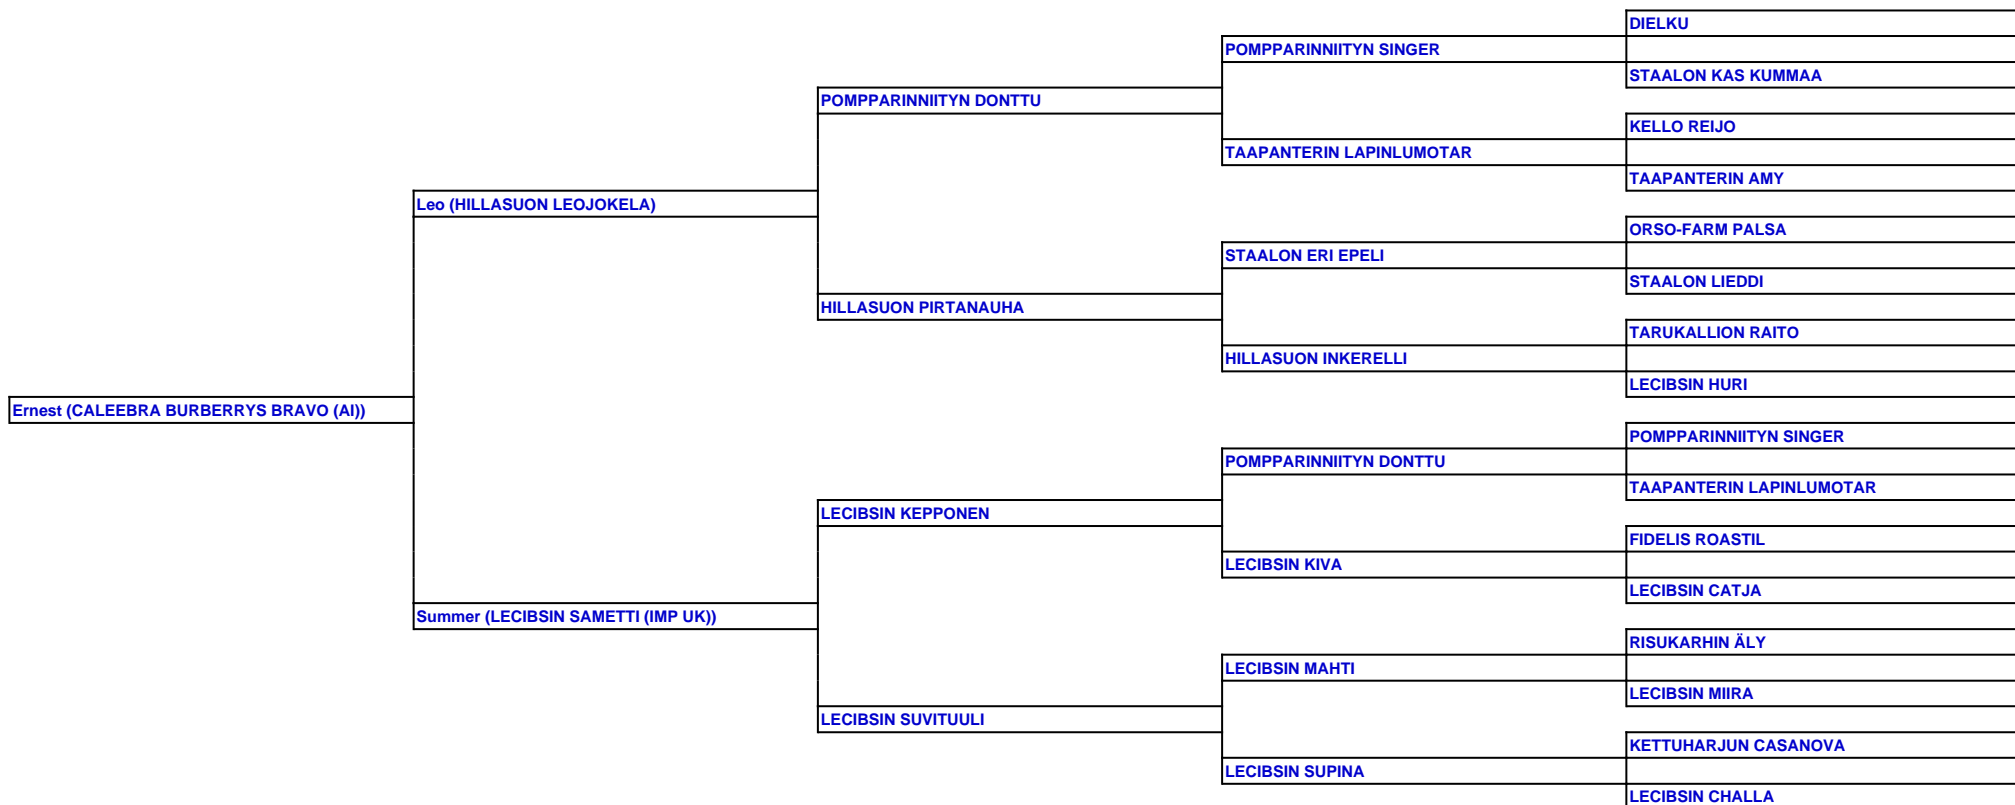 DIELKU
POMPPARINNIITYN SINGER
STAALON KAS KUMMAA
POMPPARINNIITYN DONTTU
KELLO REIJO
TAAPANTERIN LAPINLUMOTAR
TAAPANTERIN AMY
Leo (HILLASUON LEOJOKELA)
ORSO-FARM PALSA
STAALON ERI EPELI
STAALON LIEDDI
HILLASUON PIRTANAUHA
TARUKALLION RAITO
HILLASUON INKERELLI
LECIBSIN HURI
Ernest (CALEEBRA BURBERRYS BRAVO (AI))
POMPPARINNIITYN SINGER
POMPPARINNIITYN DONTTU
TAAPANTERIN LAPINLUMOTAR
LECIBSIN KEPPONEN
FIDELIS ROASTIL
LECIBSIN KIVA
LECIBSIN CATJA
Summer (LECIBSIN SAMETTI (IMP UK))
RISUKARHIN ÄLY
LECIBSIN MAHTI
LECIBSIN MIIRA
LECIBSIN SUVITUULI
KETTUHARJUN CASANOVA
LECIBSIN SUPINA
LECIBSIN CHALLA